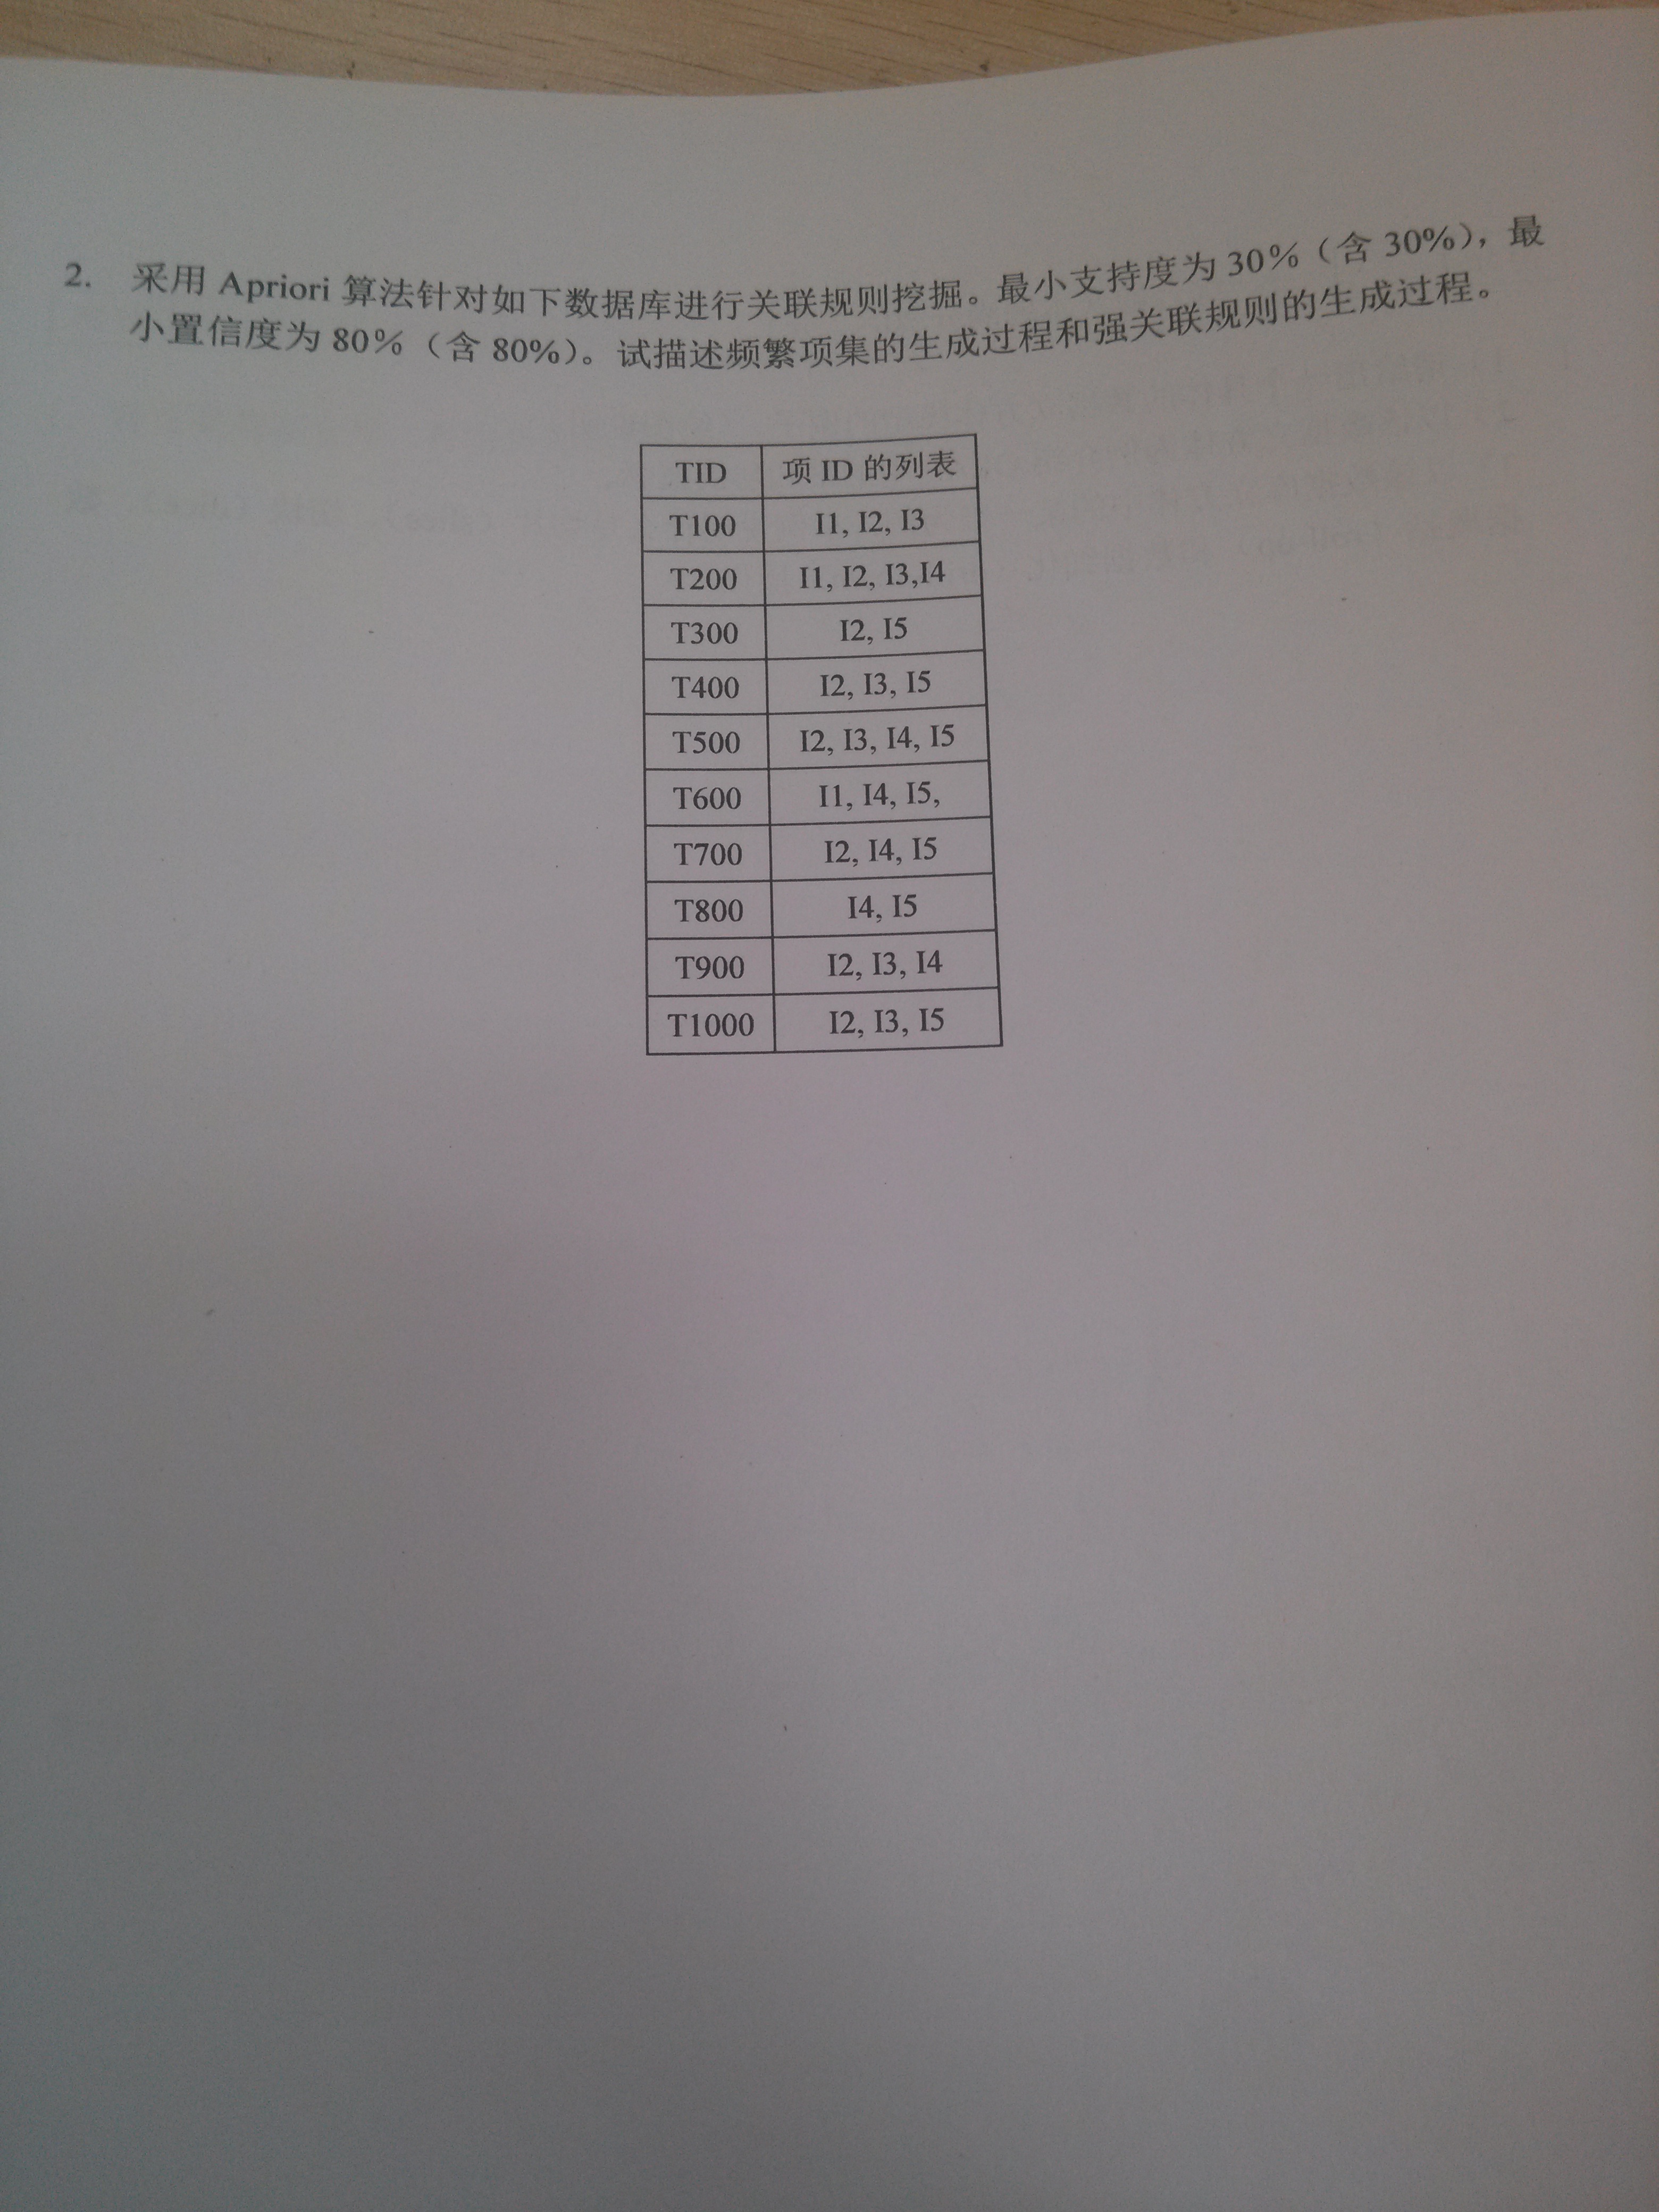 2. 采用 Apriori 算法针对如下数据库进行关联规则挖掘。最小支持度为 30%（含 30%），最
小置信度为 80%（含 80%）。试描述频繁项集的生成过程和强关联规则的生成过程。
TID 项 ID 的列表
T100 I1, I2, I3
T200 I1, I2, I3,I4
T300 I2, I5
T400 I2, I3, I5
T500 I2, I3, I4, I5
T600 I1, I4, I5,
T700 I2, I4, I5
T800 I4, I5
T900 I2, I3, I4
T1000 I2, I3, I5